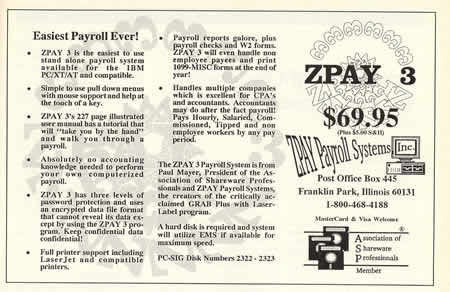 Easiest Payroll Ever!
• ZPAY 3 is the easiest to use
stand alone payroll system
available for the IBM
PC/XT/AT and compatible.
• Simple to use pull down menus
with mouse support and help at
the touch of a key.
• ZPAY 3's 227 page illustrated
user manual has a tutorial that
will "take you by the hand"
and walk you through a
payroll.
• Absolutely no accounting
knowledge needed to perform
your own computerized
payroll.
• ZPAY 3 has three levels of
password protection and uses
an encrypted data file format
that cannot reveal its data ex-
cept by using the ZPAY 3 pro-
gram. Keep confidential data
confidential!
• Full printer support including
LaserJet and compatible
printers.
• Payroll reports galore, plus
payroll checks and W2 forms.
ZPAY 3 will even handle non
employee payees and print
1099-MISC forms at the end of
year!
• Handles multiple companies
which is excellent for CPA's
and accountants. Accountants
may do after the fact payroll!
Pays Hourly, Salaried, Com-
missioned, Tipped and non
employee workers by any pay
period.
The ZPAY 3 Payroll System is from
Paul Mayer, President of the As-
sociation of Shareware Profes-
sionals and ZPAY Payroll Systems,
the creators of the critically ac-
claimed GRAB Plus with Laser-
Label program.
A hard disk is required and system
will utilize EMS if available for
maximum speed.
PC-SIG Disk Numbers 2322 - 2323
ZPAY 3
$69.95
(Plus $5.00 S&H)
ZPAY Payroll Systems Inc.
Post Office Box 445
Franklin Park, Illinois 60131
1-800-468-4188
MasterCard & Visa Welcome
®
Association of
Shareware
Professionals
Member